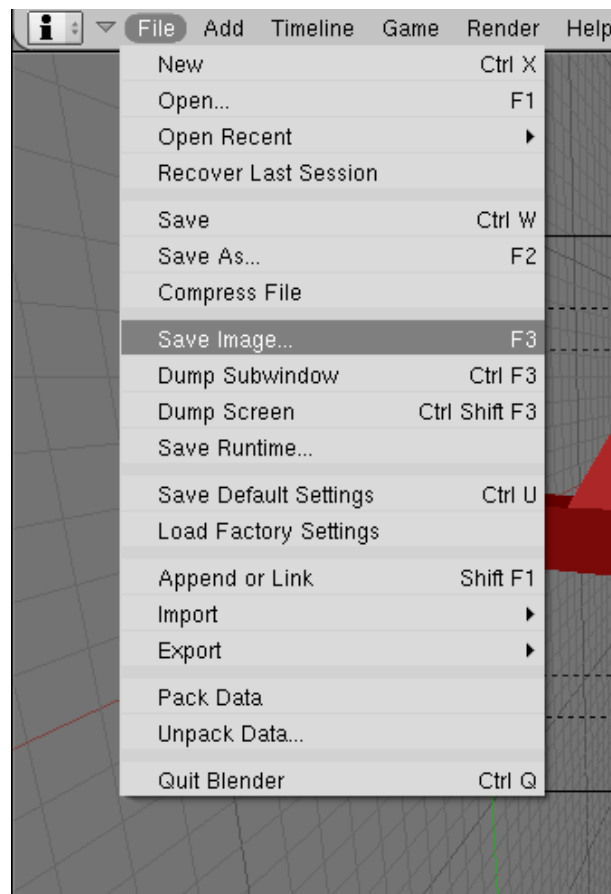 File Add Timeline Game Render Help
New Ctrl X
Open... F1
Open Recent
Recover Last Session
Save Ctrl W
Save As... F2
Compress File
Save Image... F3
Dump Subwindow Ctrl F3
Dump Screen Ctrl Shift F3
Save Runtime...
Save Default Settings Ctrl U
Load Factory Settings
Append or Link Shift F1
Import
Export
Pack Data
Unpack Data...
Quit Blender Ctrl Q